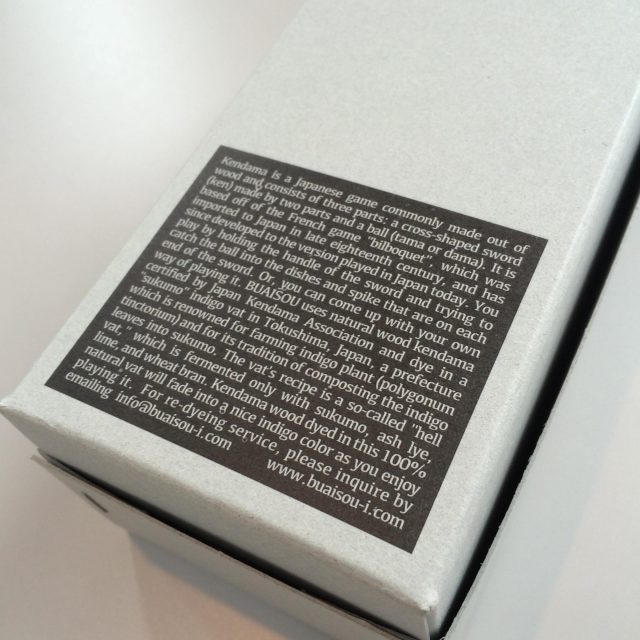 Kendama is a Japanese game commonly made out of
wood and consists of three parts: a cross-shaped sword
(ken) made by two parts and a ball (tama or dama). It is
based off of the French game "bilboquet", which was
imported to Japan in late eighteenth century, and has
since developed to the version played in Japan today. You
play by holding the handle of the sword and trying to
catch the ball into the dishes and spike that are on each
end of the sword. Or, you can come up with your own
way of playing it. BUAISOU uses natural wood kendama
certified by Japan Kendama Association and dye in a
"sukumo" indigo vat in Tokushima Japan, a prefecture
which is renowned for farming indigo plant (polygonum
tinctorium) and for its tradition of composting the indigo
leaves into sukumo. The vat's recipe is a so-called "hell
vat, " which is fermented only with sukumo, ash lye,
lime, and wheat bran. Kendama wood dyed in this 100%
natural vat will fade into a nice indigo color as you enjoy
playing it. For re-dyeing service, please inquire by
emailing info@buaisou-i.com
www.buaisou-i.com